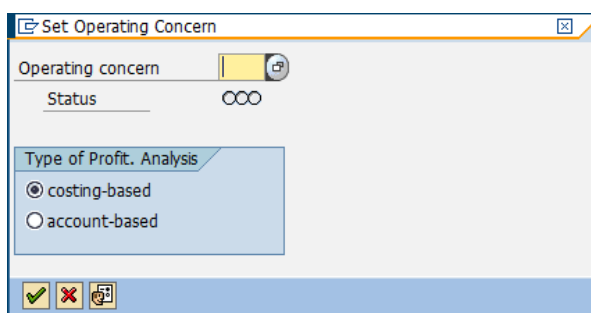 Set Operating Concern
Operating concern
Status
Type of Profit. Analysis
costing-based
account-based